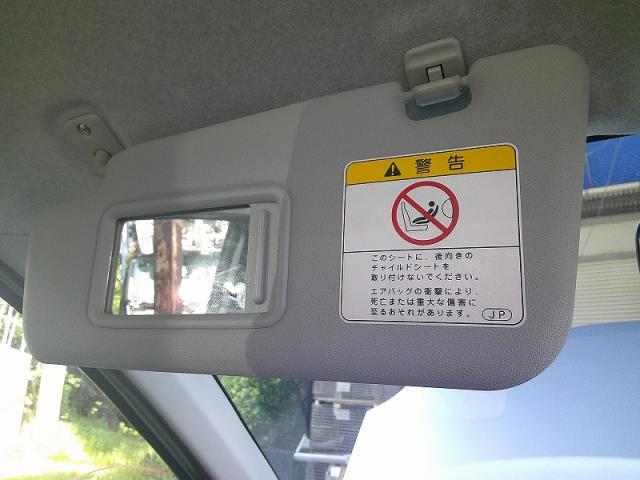 警告
このシートに、後向きの
チャイルドシートを
取り付けないでください。
エアバッグの衝撃により、
死亡または重大な傷害に
至るおそれがあります。 JP